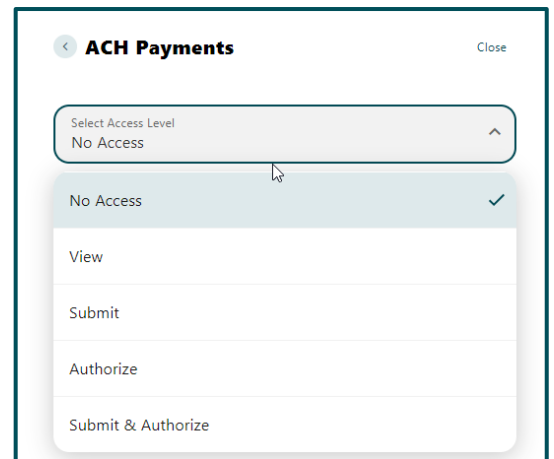 ACH Payments
Close
Select Access Level
No Access
No Access
View
Submit
Authorize
Submit & Authorize